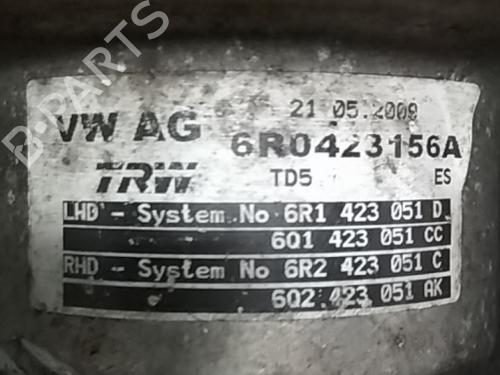 21 05.2009
VW AG 6R0423156A
TRW TD5 ES
LHD - System No 6R1 423 051 D
6Q1 423 051 CC
RHD - System No 6R2 423 051 C
6Q2 423 051 AK